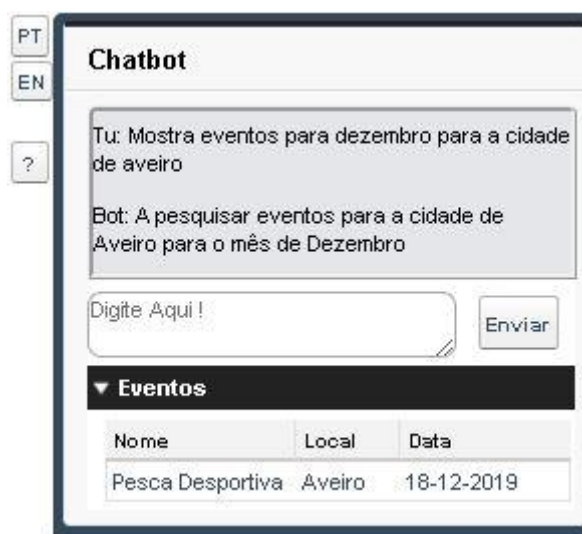 PT
EN
?
Chatbot
Tu: Mostra eventos para dezembro para a cidade
de aveiro
Bot: A pesquisar eventos para a cidade de
Aveiro para o mês de Dezembro
Digite Aqui !
Enviar
Eventos
Nome Local Data
Pesca Desportiva Aveiro 18-12-2019